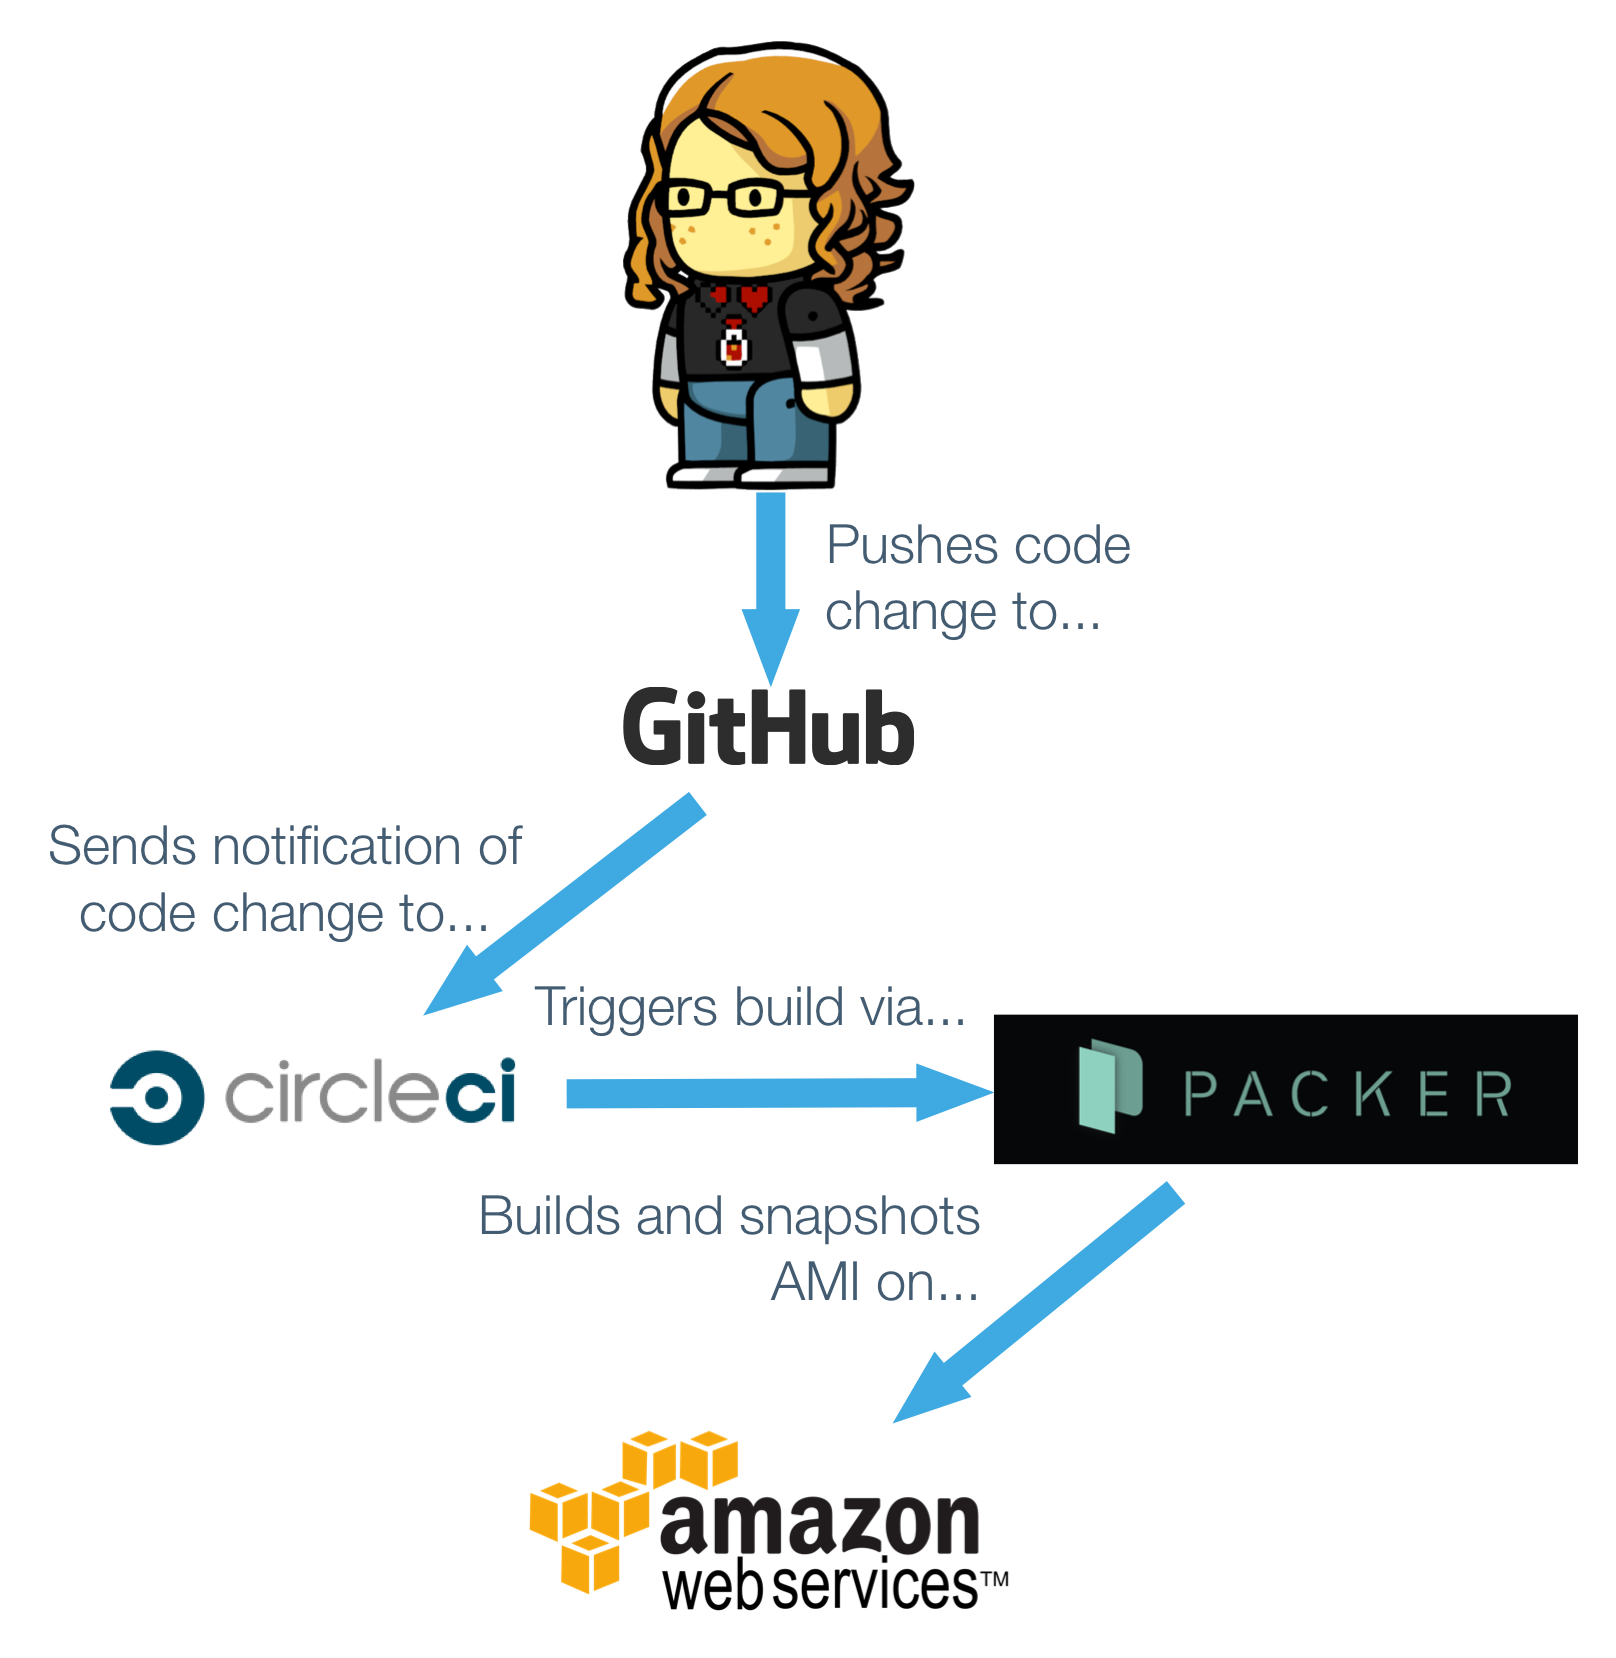 Pushes code
change to...
GitHub
Sends notification of
code change to...
Triggers build via...
circleci
PACKER
Builds and snapshots
AMI on...
amazon
web services™